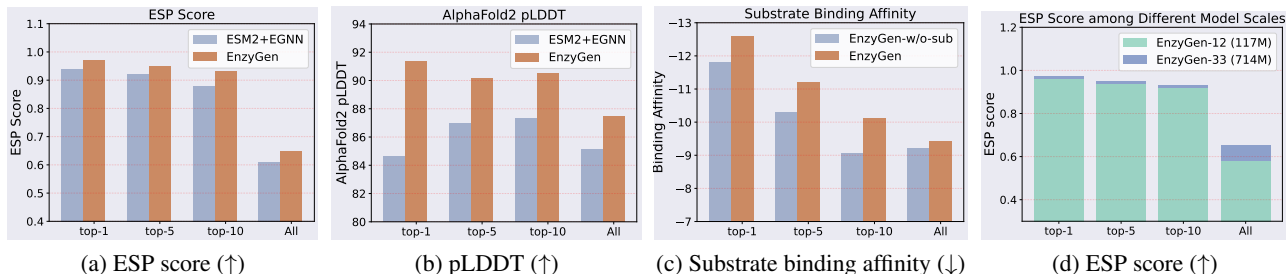 ESP Score
ESP Score
1.1
1.0
0.9
0.8
0.7
0.6
0.5
0.4
ESM2+EGNN
EnzyGen
top-1 top-5 top-10 All
(a) ESP score (↑)
AlphaFold2 pLDDT
AlphaFold2 pLDDT
94
92
90
88
86
84
82
80
ESM2+EGNN
EnzyGen
top-1 top-5 top-10 All
(b) pLDDT (↑)
Substrate Binding Affinity
Binding Affinity
−13
−12
−11
−10
−9
−8
−7
EnzyGen-w/o-sub
EnzyGen
top-1 top-5 top-10 All
(c) Substrate binding affinity (↓)
ESP Score among Different Model Scales
ESP score
1.2
1.0
0.8
0.6
0.4
EnzyGen-12 (117M)
EnzyGen-33 (714M)
top-1 top-5 top-10 All
(d) ESP score (↑)